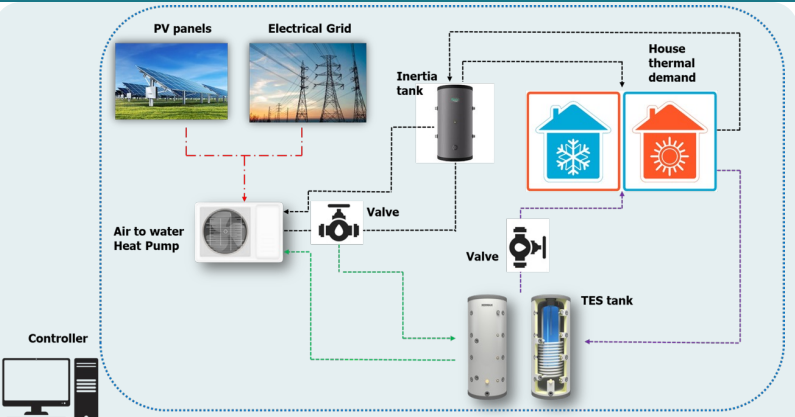 PV panels
Electrical Grid
House
thermal
demand
Inertia
tank
Valve
Air to water
Heat Pump
Valve
TES tank
Controller